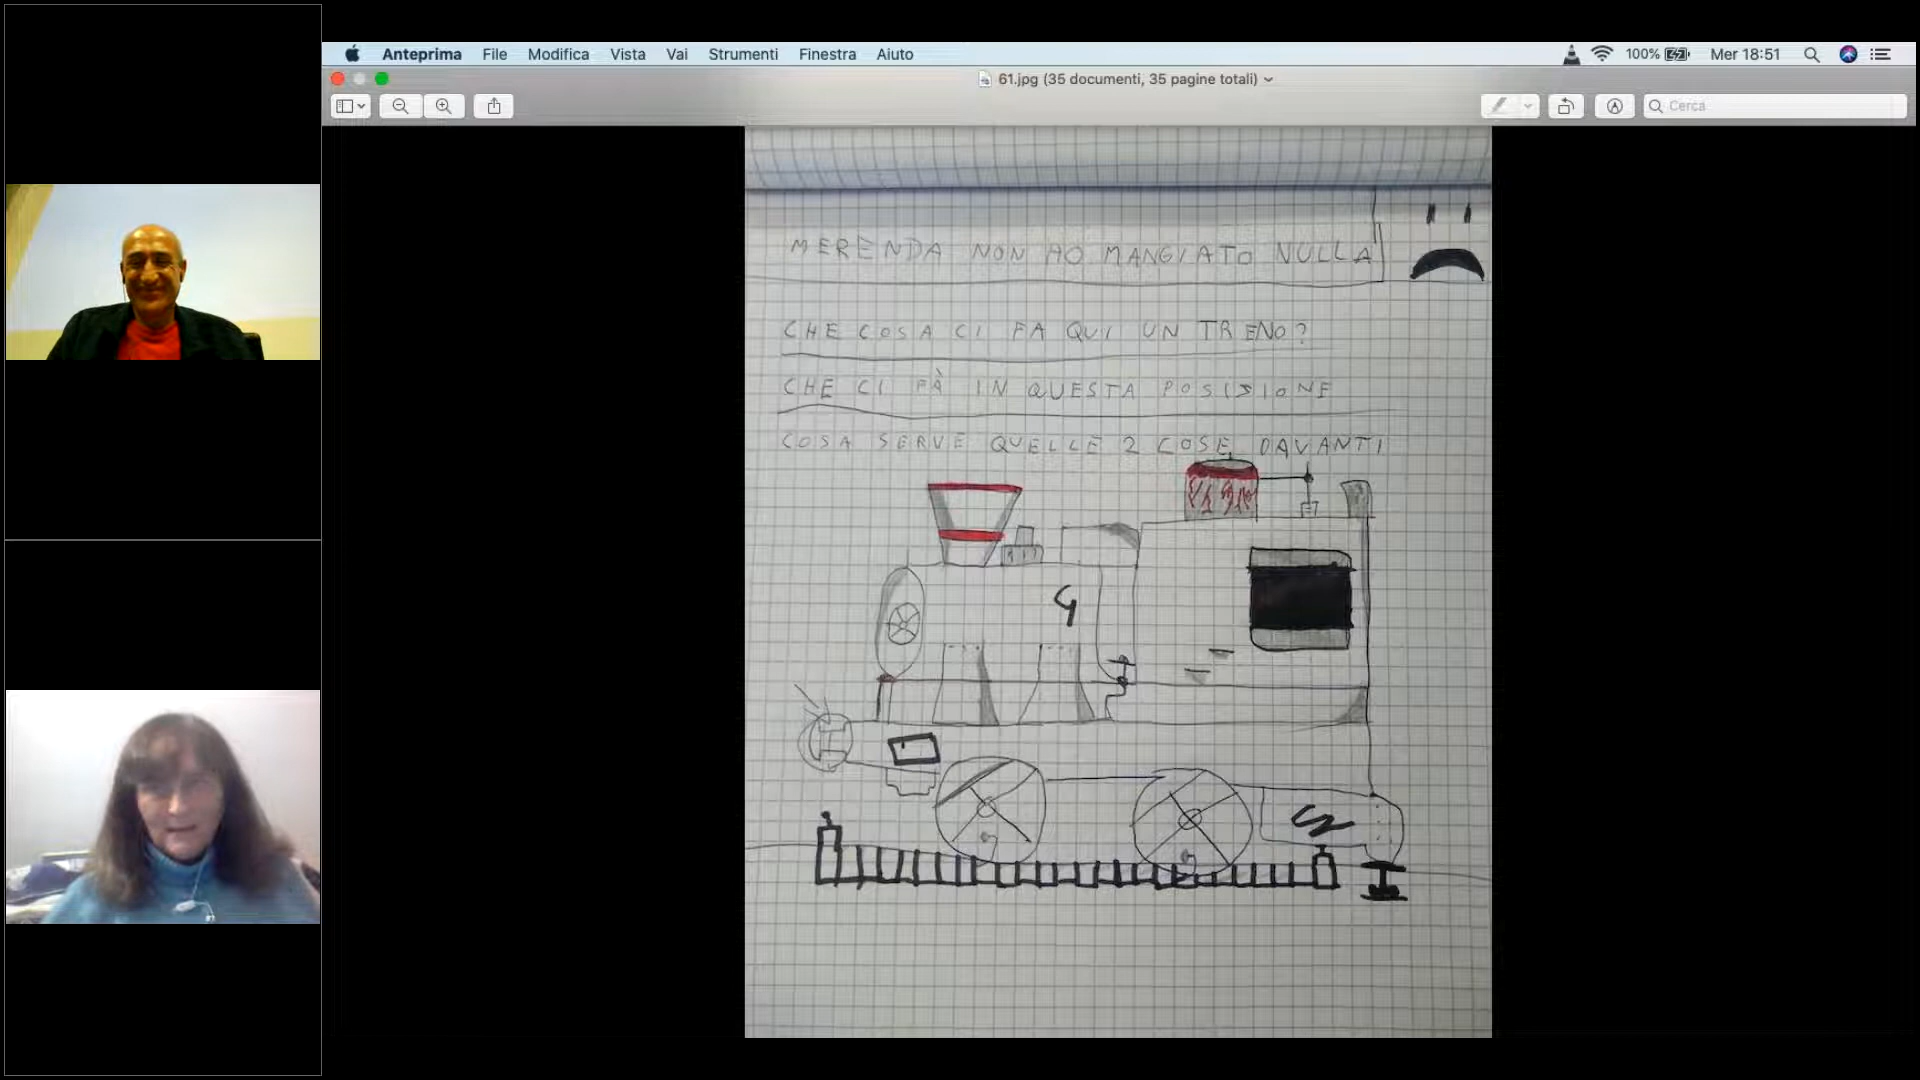 Anteprima File Modifica Vista Vai Strumenti Finestra Aiuto 100% Mer 18:51
61.jpg (35 documenti, 35 pagine totali)
Cerca
MERENDA NON HO MANGIATO NULLA
CHE COSA CI FA QUI UN TRENO?
CHE CI FÀ IN QUESTA POSISIONE
COSA SERVE QUELLE 2 COSE DAVANTI
4